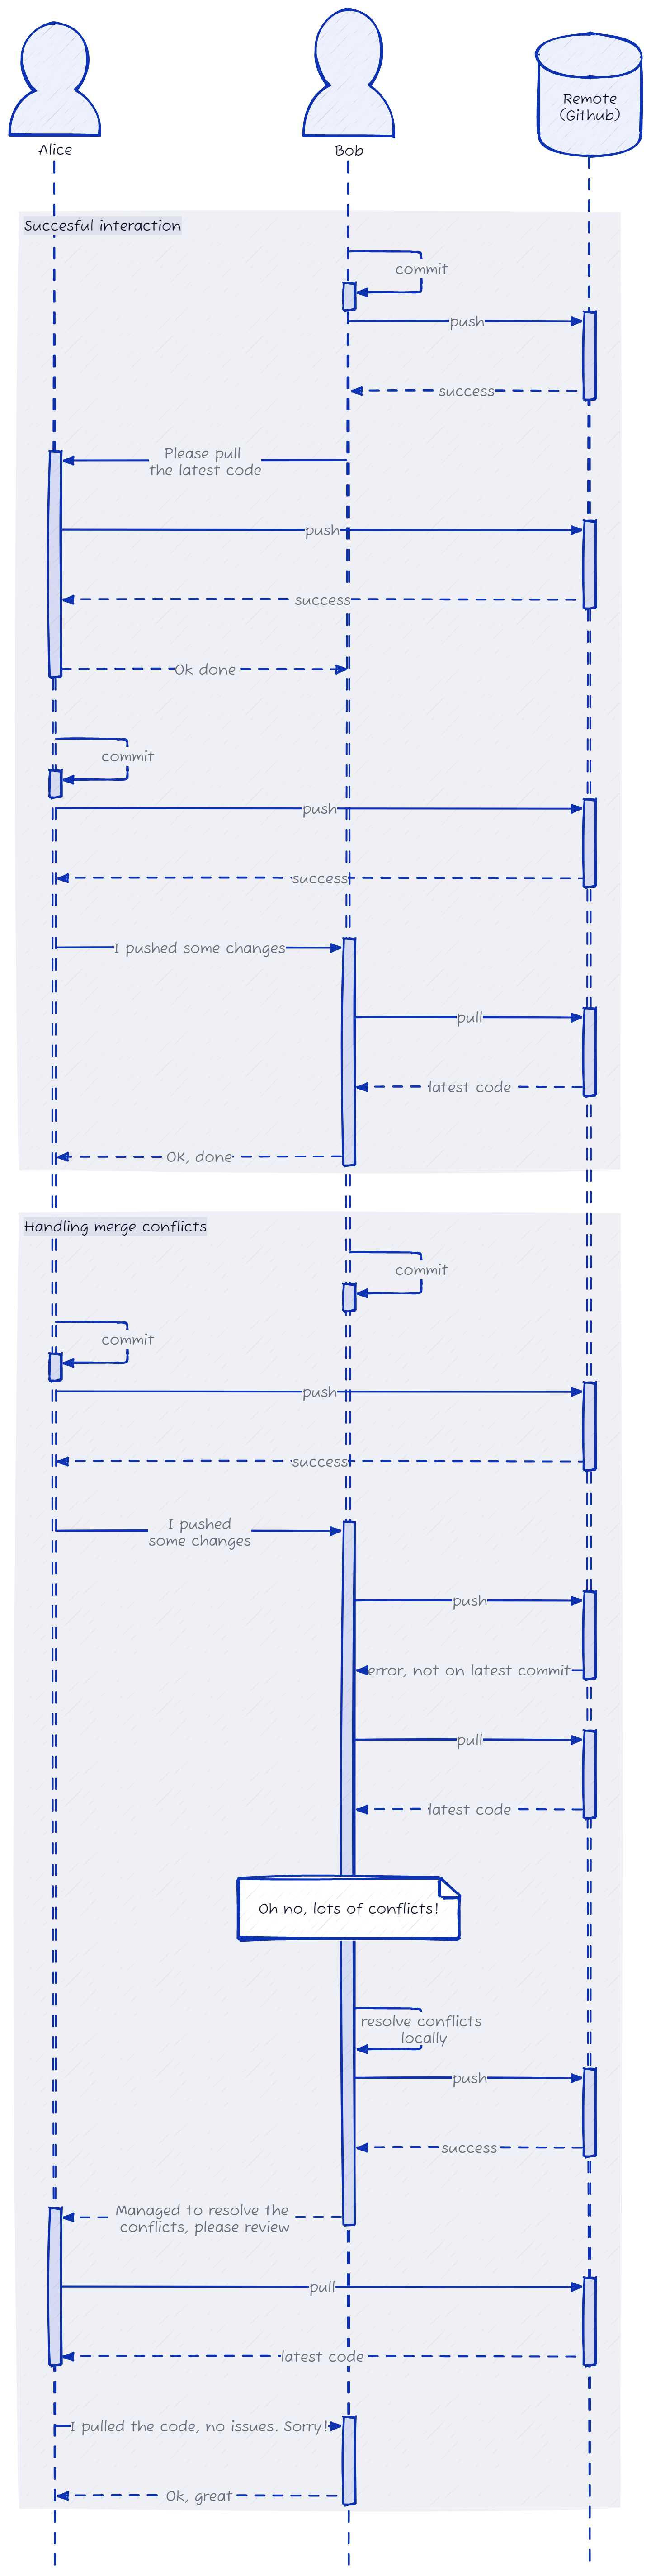 Alice
Bob
Remote
(Github)
Succesful interaction
commit
push
success
Please pull
the latest code
push
success
Ok done
commit
push
success
I pushed some changes
pull
latest code
OK, done
Handling merge conflicts
commit
commit
push
success
I pushed
some changes
push
error, not on latest commit
pull
latest code
Oh no, lots of conflicts!
resolve conflicts
locally
push
success
Managed to resolve the
conflicts, please review
pull
latest code
I pulled the code, no issues. Sorry!
Ok, great